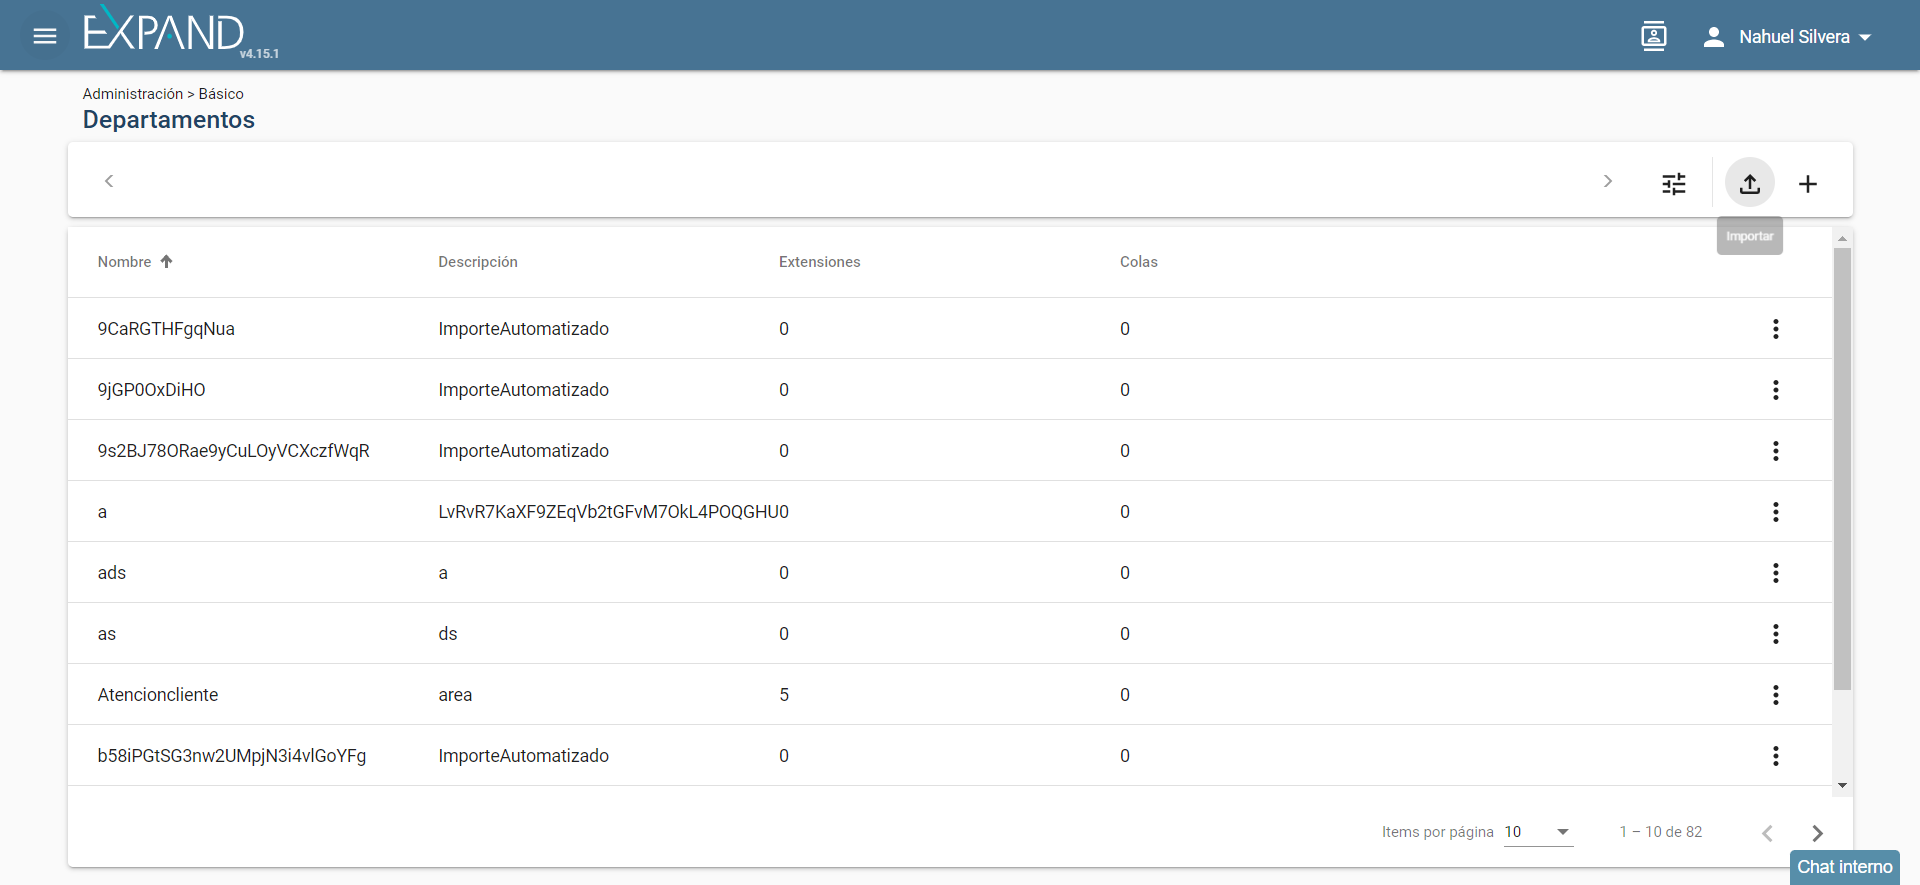 EXPAND v4.15.1
Nahuel Silvera
Administración > Básico
Departamentos
Importar
Nombre Descripción Extensiones Colas
9CaRGTHFgqNua ImporteAutomatizado 0 0
9jGP0OxDiHO ImporteAutomatizado 0 0
9s2BJ78ORae9yCuLOyVCXczfWqR ImporteAutomatizado 0 0
a LvRvR7KaXF9ZEqVb2tGFvM7OkL4POQGHU0 0
ads a 0 0
as ds 0 0
Atencioncliente area 5 0
b58iPGtSG3nw2UMpjN3i4vlGoYFg ImporteAutomatizado 0 0
Items por página 10 1 – 10 de 82
Chat interno